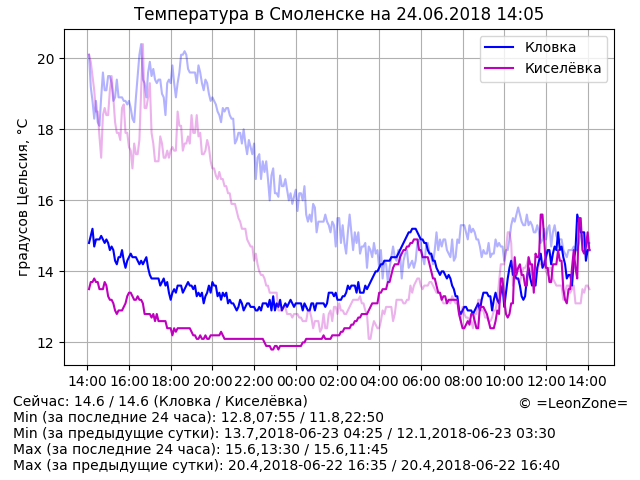 Температура в Смоленске на 24.06.2018 14:05
градусов Цельсия, °C
20
18
16
14
12
Кловка
Киселёвка
14:00 16:00 18:00 20:00 22:00 00:00 02:00 04:00 06:00 08:00 10:00 12:00 14:00
Сейчас: 14.6 / 14.6 (Кловка / Киселёвка)
© =LeonZone=
Min (за последние 24 часа): 12.8,07:55 / 11.8,22:50
Min (за предыдущие сутки): 13.7,2018-06-23 04:25 / 12.1,2018-06-23 03:30
Max (за последние 24 часа): 15.6,13:30 / 15.6,11:45
Max (за предыдущие сутки): 20.4,2018-06-22 16:35 / 20.4,2018-06-22 16:40